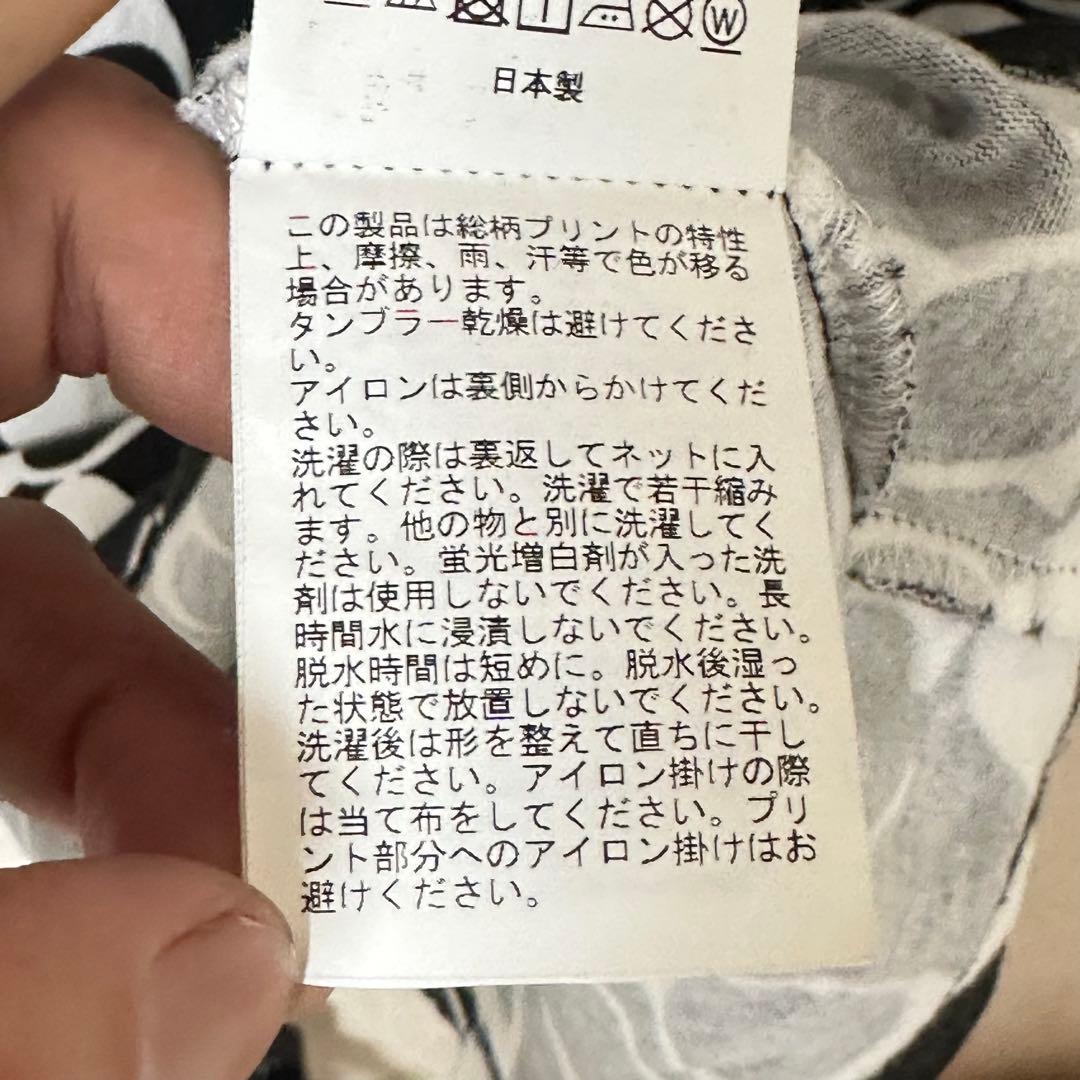 W
日本製
この製品は総柄プリントの特性
上、摩擦、雨、汗等で色が移る
場合があります。
タンブラー乾燥は避けてくださ
い。
アイロンは裏側からかけてくだ
さい。
洗濯の際は裏返してネットに入
れてください。洗濯で若干縮み
ます。他の物と別に洗濯してく
ださい。蛍光増白剤が入った洗
剤は使用しないでください。長
時間水に浸漬しないでください。
脱水時間は短めに。脱水後湿っ
た状態で放置しないでください。
洗濯後は形を整えて直ちに干し
てください。アイロン掛けの際
は当て布をしてください。プリ
ント部分へのアイロン掛けはお
避けください。